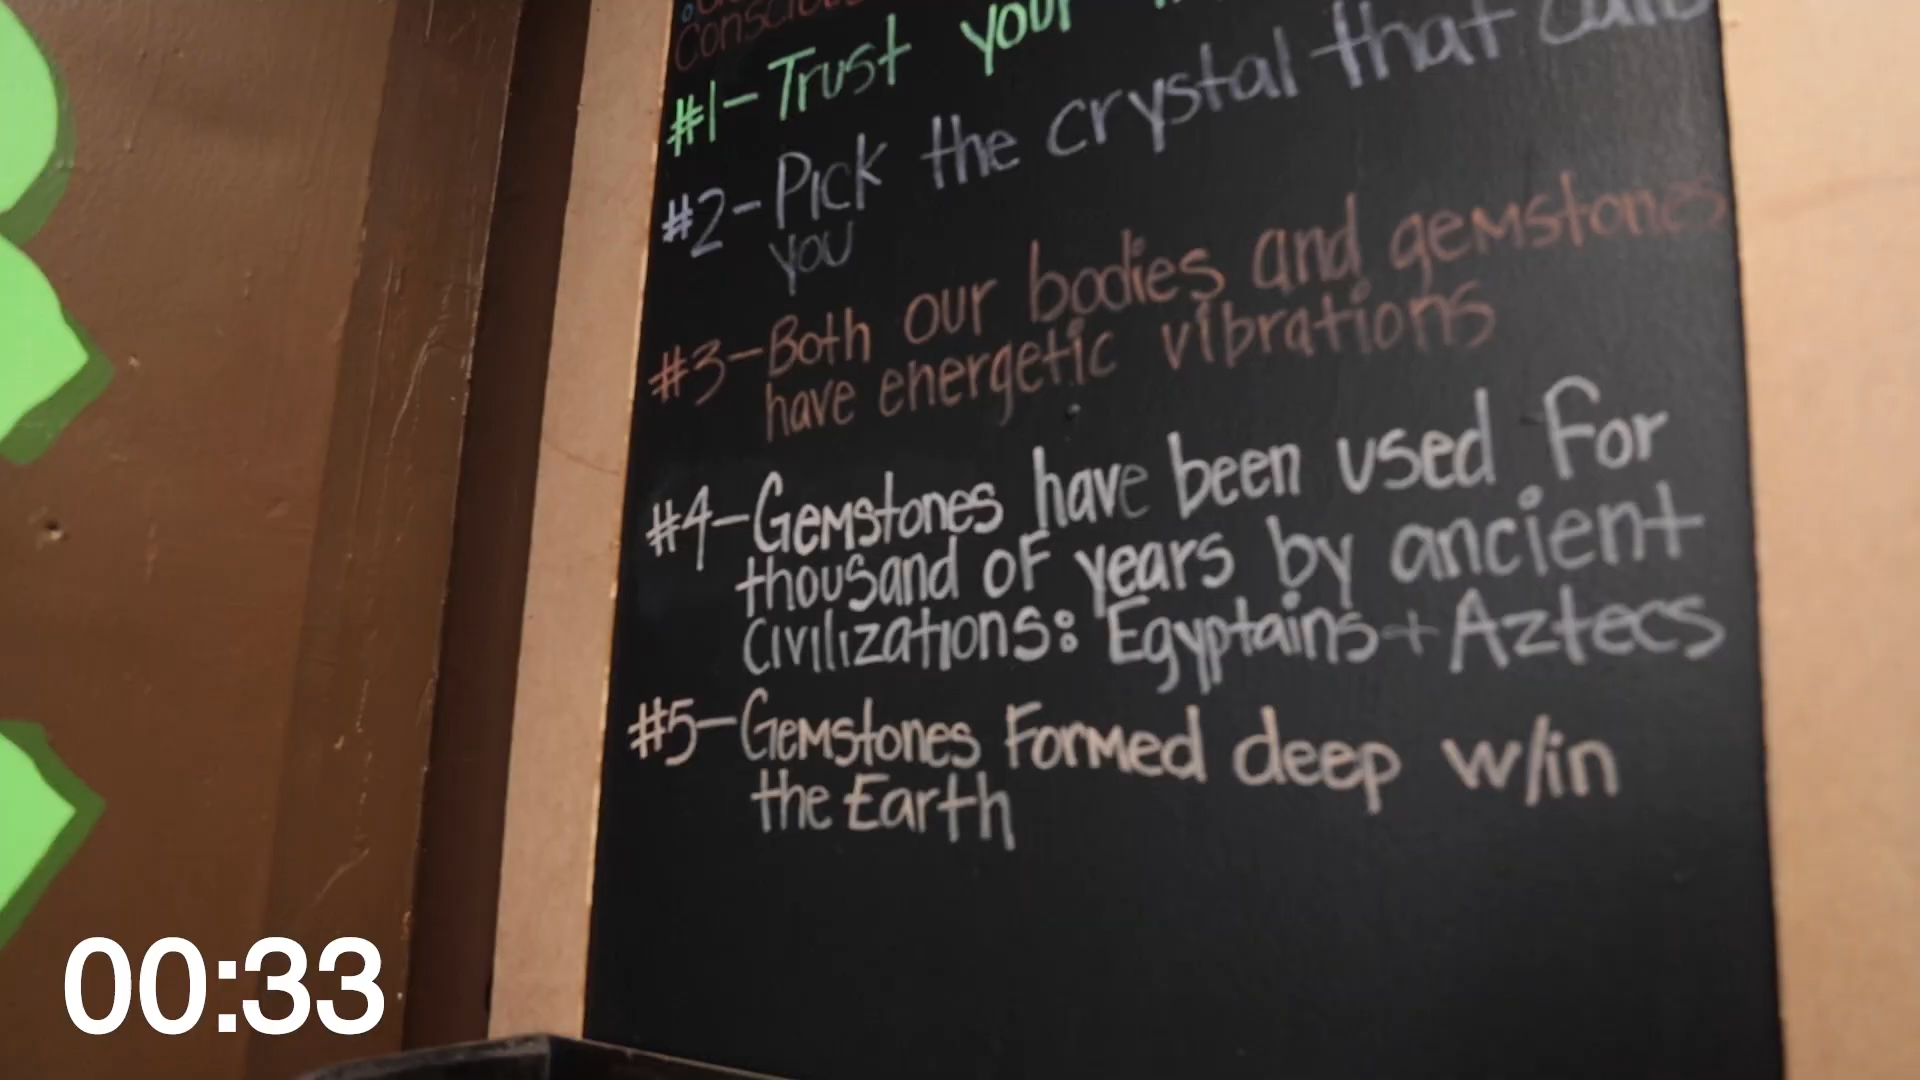 #1-Trust your
#2-Pick the crystal that
you
#3-Both our bodies and gemstones
have energetic vibrations
#4-Gemstones have been used for
thousand of years by ancient
civilizations: Egyptains + Aztecs
#5-Gemstones formed deep w/in
the Earth
00:33